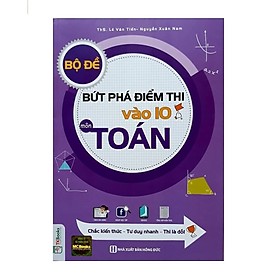 ThS. Lê Văn Tiến - Nguyễn Xuân Nam
BỘ ĐỀ
BỨT PHÁ ĐIỂM THI
vào 10
môn
TOÁN
Chắc kiến thức - Tư duy nhanh - Thi là đỗ!
MCBooks
NHÀ XUẤT BẢN HỒNG ĐỨC